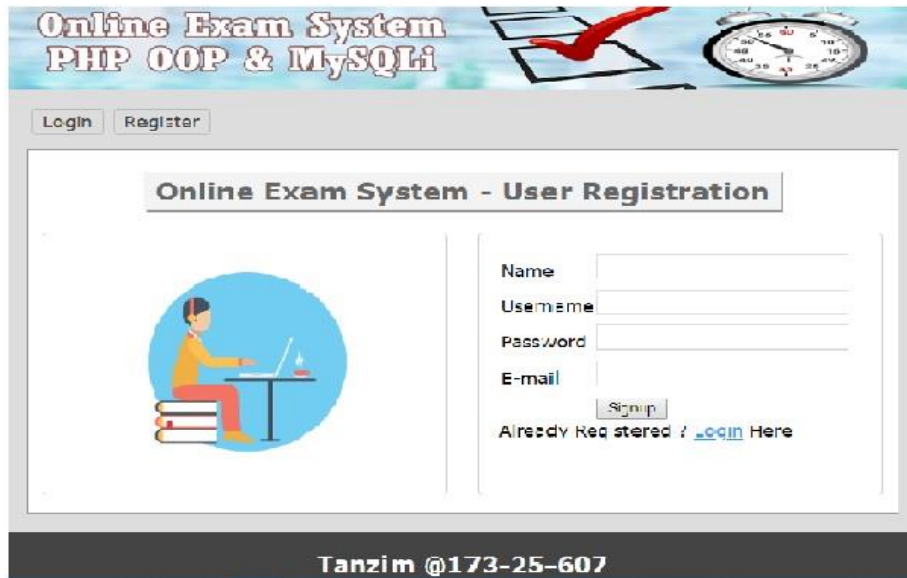 Online Exam System
PHP OOP & MySQLi
Login Register
Online Exam System - User Registration
Name
Username
Password
E-mail
Signup
Already Registered ? Login Here
Tanzim @173-25-607